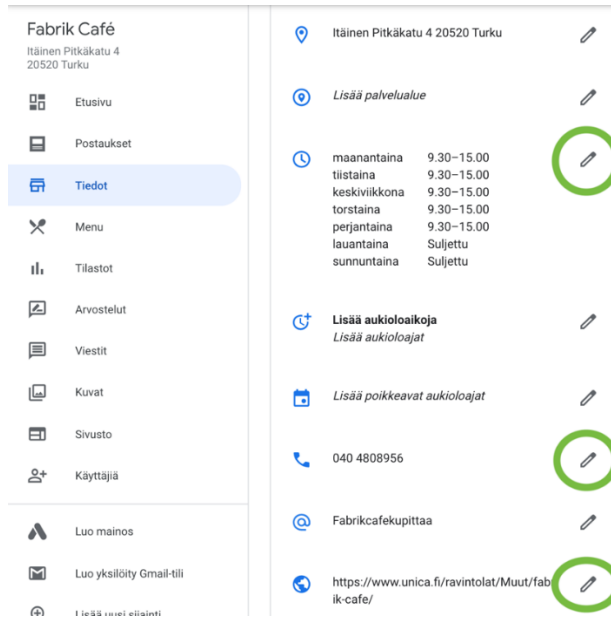 Fabrik Café
Itäinen Pitkäkatu 4
20520 Turku
Etusivu
Postaukset
Tiedot
Menu
Tilastot
Arvostelut
Viestit
Kuvat
Sivusto
Käyttäjiä
Luo mainos
Luo yksilöity Gmail-tili
Lisää uusi sijainti
Itäinen Pitkäkatu 4 20520 Turku
Lisää palvelualue
maanantaina 9.30–15.00
tiistaina 9.30–15.00
keskiviikkona 9.30–15.00
torstaina 9.30–15.00
perjantaina 9.30–15.00
lauantaina Suljettu
sunnuntaina Suljettu
Lisää aukioloaikoja
Lisää aukioloajat
Lisää poikkeavat aukioloajat
040 4808956
Fabrikcafekupittaa
https://www.unica.fi/ravintolat/Muut/fab
ik-cafe/